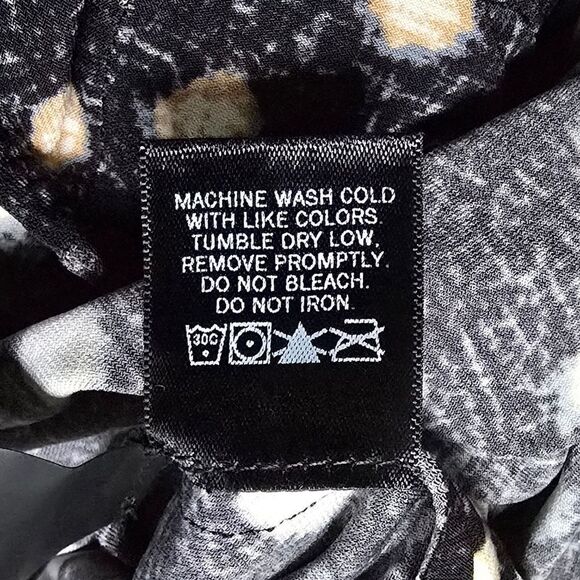 MACHINE WASH COLD
WITH LIKE COLORS.
TUMBLE DRY LOW,
REMOVE PROMPTLY.
DO NOT BLEACH.
DO NOT IRON.
30C